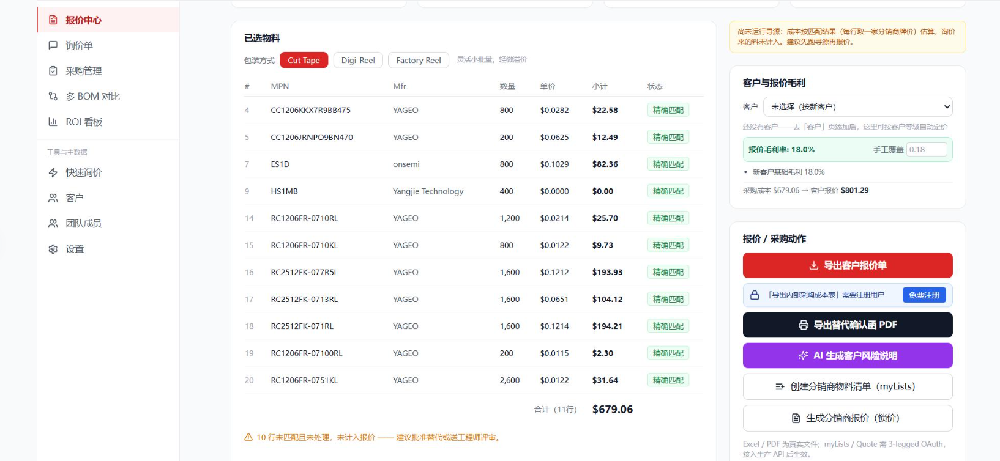 报价中心
询价单
采购管理
多 BOM 对比
ROI 看板
工具与主数据
快速询价
客户
团队成员
设置
已选物料
包装方式 Cut Tape Digi-Reel Factory Reel 灵活小批量，轻微溢价
# MPN Mfr 数量 单价 小计 状态
4 CC1206KKX7R9BB475 YAGEO 800 $0.0282 $22.58 精确匹配
5 CC1206JRNPO9BN470 YAGEO 200 $0.0625 $12.49 精确匹配
7 ES1D onsemi 800 $0.1029 $82.36 精确匹配
9 HS1MB Yangjie Technology 400 $0.0000 $0.00 精确匹配
14 RC1206FR-0710RL YAGEO 1,200 $0.0214 $25.70 精确匹配
15 RC1206FR-0710KL YAGEO 800 $0.0122 $9.73 精确匹配
16 RC2512FK-077R5L YAGEO 1,600 $0.1212 $193.93 精确匹配
17 RC2512FK-0713RL YAGEO 1,600 $0.0651 $104.12 精确匹配
18 RC2512FK-071RL YAGEO 1,600 $0.1214 $194.21 精确匹配
19 RC1206FR-07100RL YAGEO 200 $0.0115 $2.30 精确匹配
20 RC1206FR-0751KL YAGEO 2,600 $0.0122 $31.64 精确匹配
合计（11行） $679.06
10 行未匹配且未处理，未计入报价 —— 建议批准替代或送工程师评审。
尚未运行寻源：成本按匹配结果（每行取一家分销商牌价）估算，询价
来的料未计入。建议先跑寻源再报价。
客户与报价毛利
客户 未选择（按新客户）
还没有客户——去「客户」页添加后，这里可按客户等级自动定价
报价毛利率: 18.0% 手工覆盖 0.18
• 新客户基础毛利 18.0%
采购成本 $679.06 → 客户报价 $801.29
报价 / 采购动作
导出客户报价单
「导出内部采购成本表」需要注册用户 免费注册
导出替代确认函 PDF
AI 生成客户风险说明
创建分销商物料清单（myLists）
生成分销商报价（锁价）
Excel / PDF 为真实文件；myLists / Quote 需 3-legged OAuth，
接入生产 API 后生效。